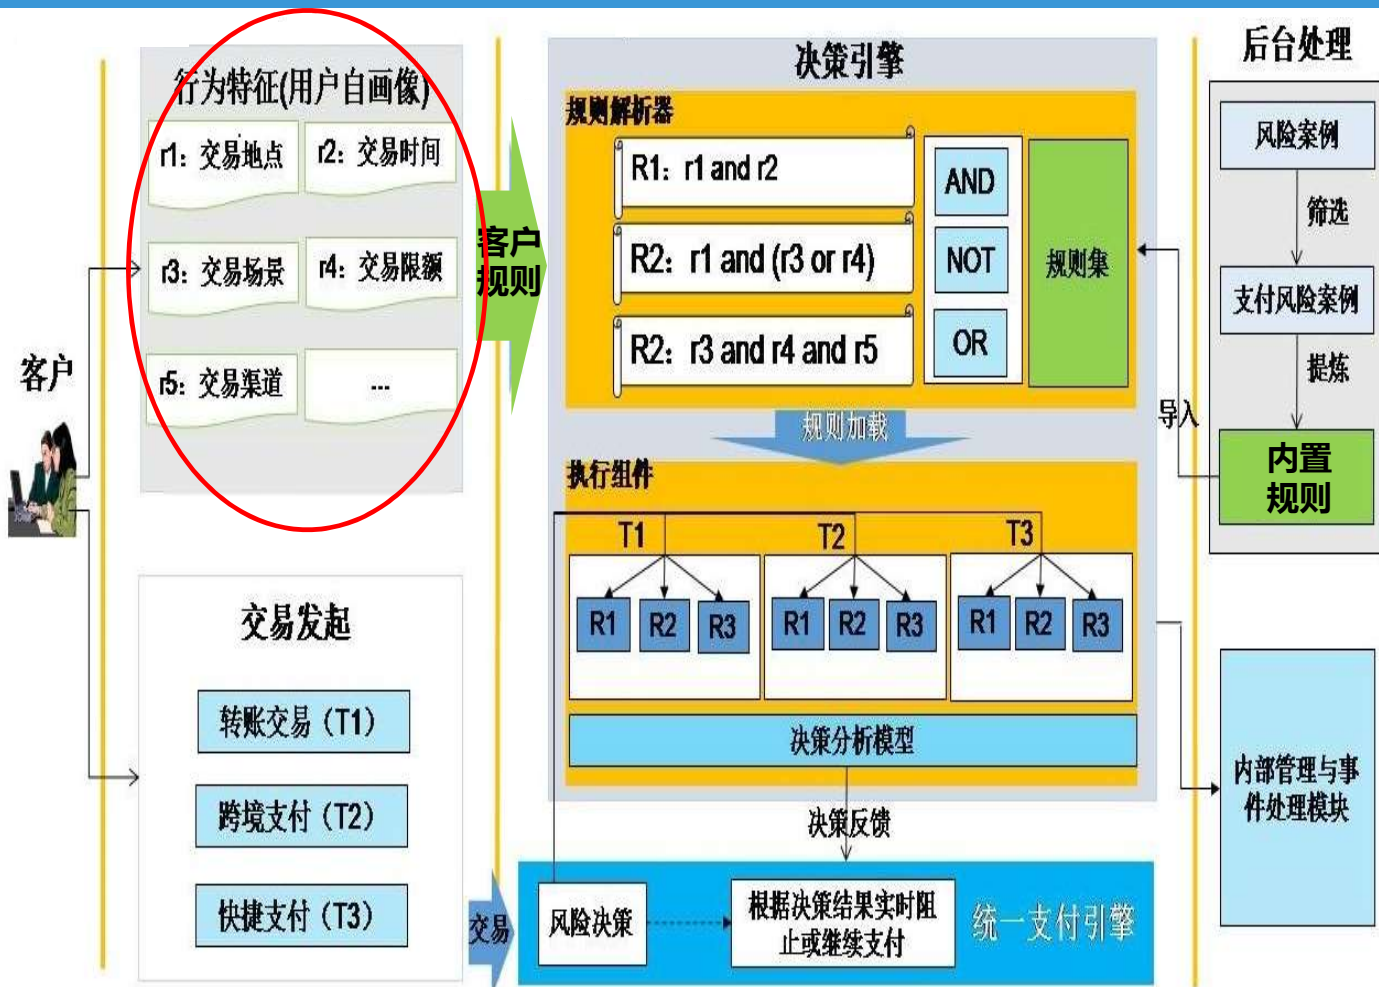 客户
行为特征(用户自画像)
r1：交易地点
r2：交易时间
r3：交易场景
r4：交易限额
r5：交易渠道
...
客户
规则
交易发起
转账交易（T1）
跨境支付（T2）
快捷支付（T3）
交易
决策引擎
规则解析器
R1：r1 and r2
R2：r1 and (r3 or r4)
R2：r3 and r4 and r5
AND
NOT
OR
规则集
规则加载
执行组件
T1
T2
T3
R1
R2
R3
R1
R2
R3
R1
R2
R3
决策分析模型
决策反馈
风险决策
根据决策结果实时阻
止或继续支付
统一支付引擎
后台处理
风险案例
筛选
支付风险案例
提炼
内置
规则
导入
内部管理与事
件处理模块